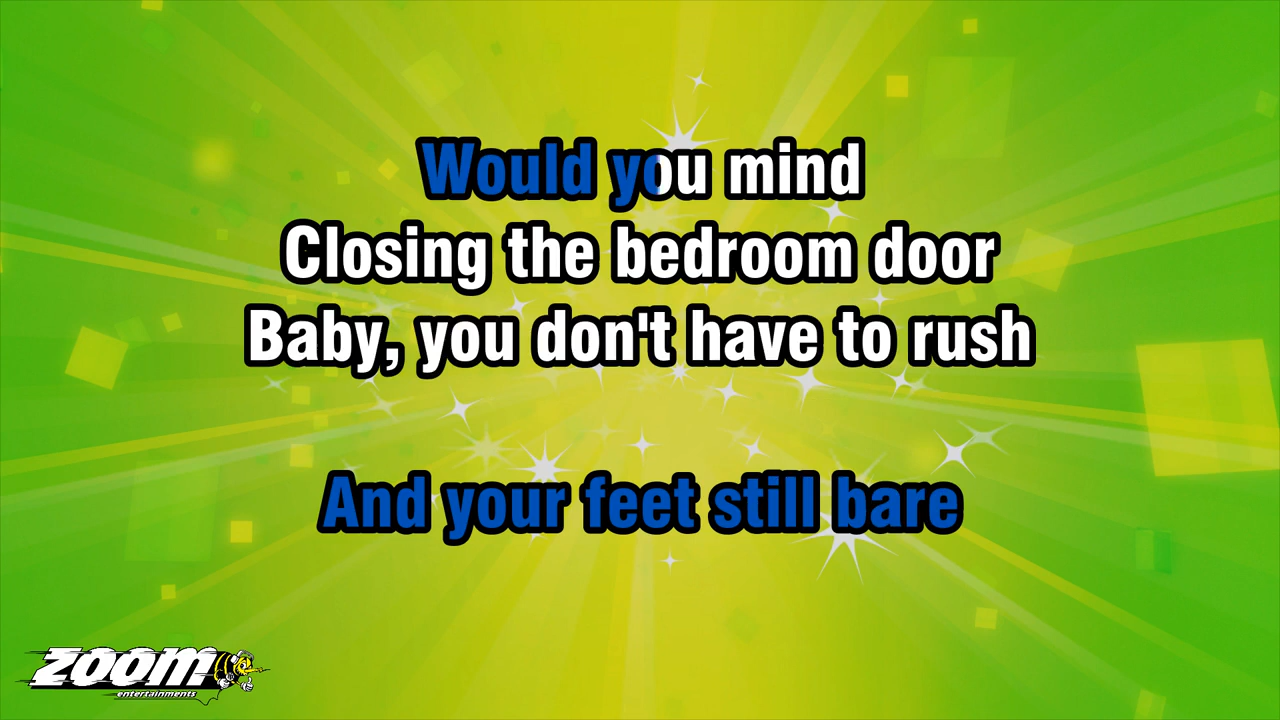 Would you mind
Closing the bedroom door
Baby, you don't have to rush
And your feet still bare
zoom
entertainments